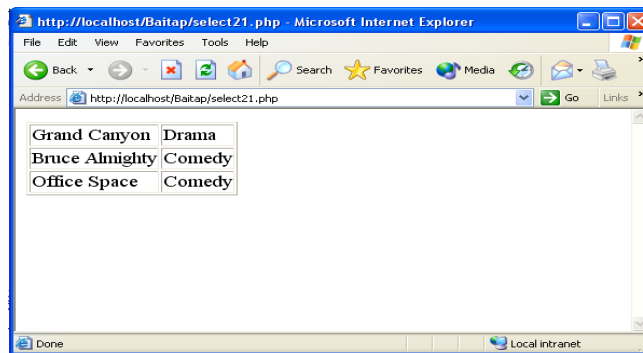 http://localhost/Baitap/select21.php - Microsoft Internet Explorer
File Edit View Favorites Tools Help
Back Search Favorites Media
Address http://localhost/Baitap/select21.php Go Links
Grand Canyon Drama
Bruce Almighty Comedy
Office Space Comedy
Done Local intranet